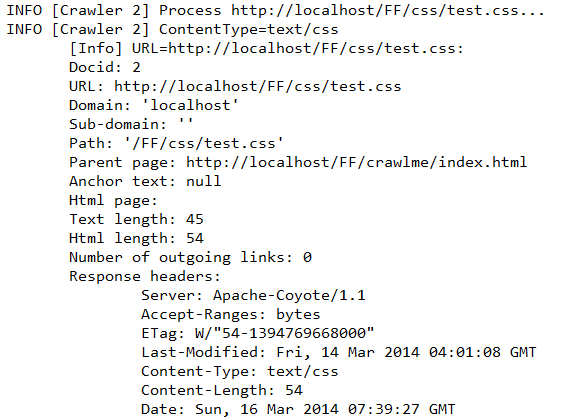 INFO [Crawler 2] Process http://localhost/FF/css/test.css...
INFO [Crawler 2] ContentType=text/css
[Info] URL=http://localhost/FF/css/test.css:
Docid: 2
URL: http://localhost/FF/css/test.css
Domain: 'localhost'
Sub-domain: ''
Path: '/FF/css/test.css'
Parent page: http://localhost/FF/crawlme/index.html
Anchor text: null
Html page:
Text length: 45
Html length: 54
Number of outgoing links: 0
Response headers:
Server: Apache-Coyote/1.1
Accept-Ranges: bytes
ETag: W/"54-1394769668000"
Last-Modified: Fri, 14 Mar 2014 04:01:08 GMT
Content-Type: text/css
Content-Length: 54
Date: Sun, 16 Mar 2014 07:39:27 GMT